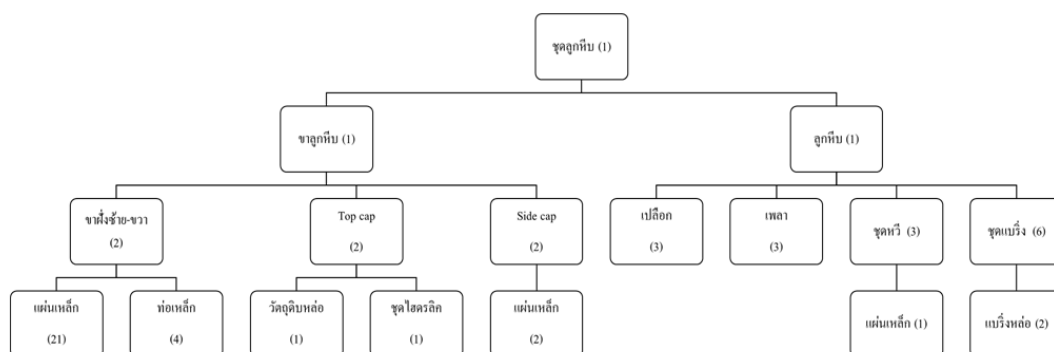 ชุดลูกหีบ (1)
ขาลูกหีบ (1)
ลูกหีบ (1)
ขาฝั่งซ้าย-ขวา
(2)
Top cap
(2)
Side cap
(2)
เปลือก
(3)
เพลา
(3)
ชุดหวี (3)
ชุดแบริ่ง (6)
แผ่นเหล็ก
(21)
ท่อเหล็ก
(4)
วัตถุดิบหล่อ
(1)
ชุดไฮดรลิค
(1)
แผ่นเหล็ก
(2)
แผ่นเหล็ก (1)
แบริ่งหล่อ (2)